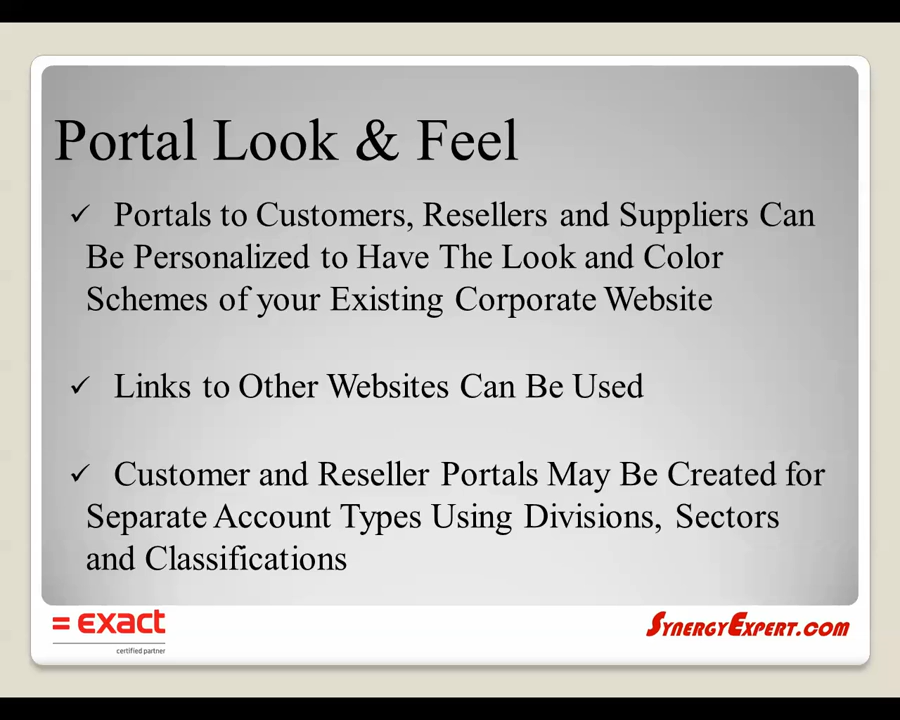 Portal Look & Feel
✓ Portals to Customers, Resellers and Suppliers Can
Be Personalized to Have The Look and Color
Schemes of your Existing Corporate Website
✓ Links to Other Websites Can Be Used
✓ Customer and Reseller Portals May Be Created for
Separate Account Types Using Divisions, Sectors
and Classifications
= exact
certified partner
SYNERGYEXPERT.COM